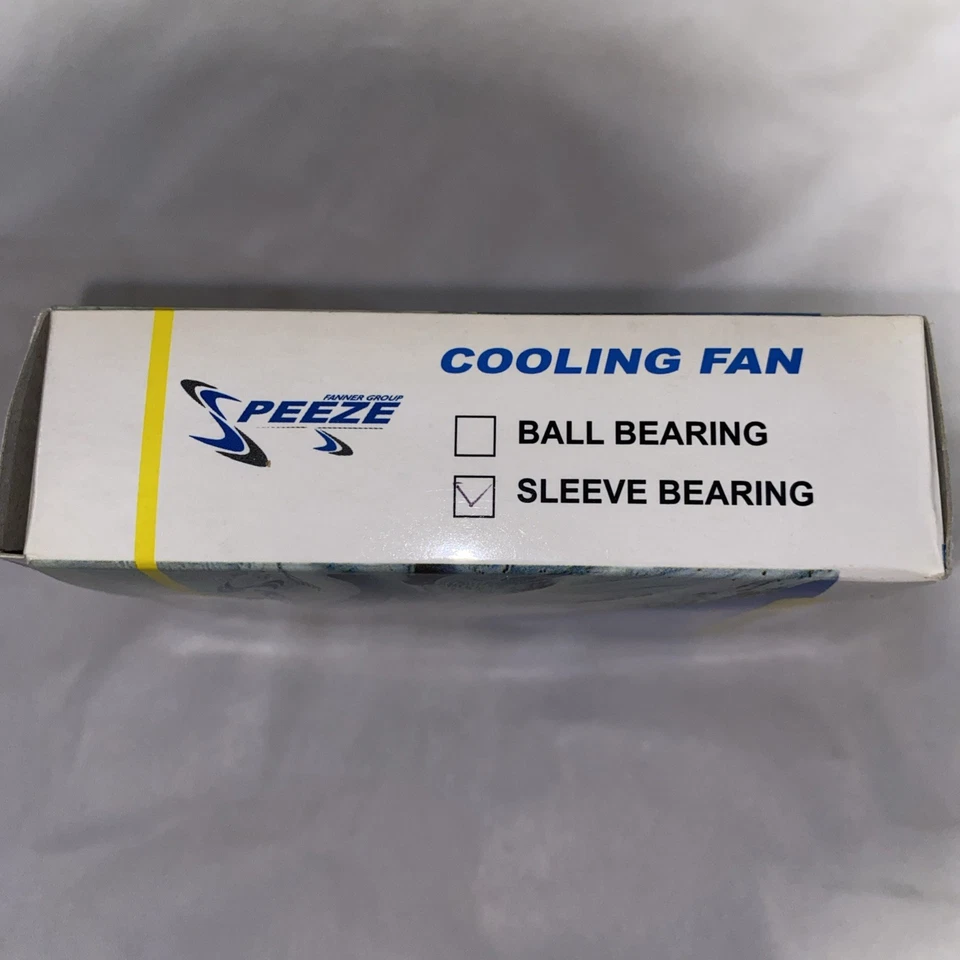 FANNER GROUP
SPEEZE
COOLING FAN
BALL BEARING
SLEEVE BEARING